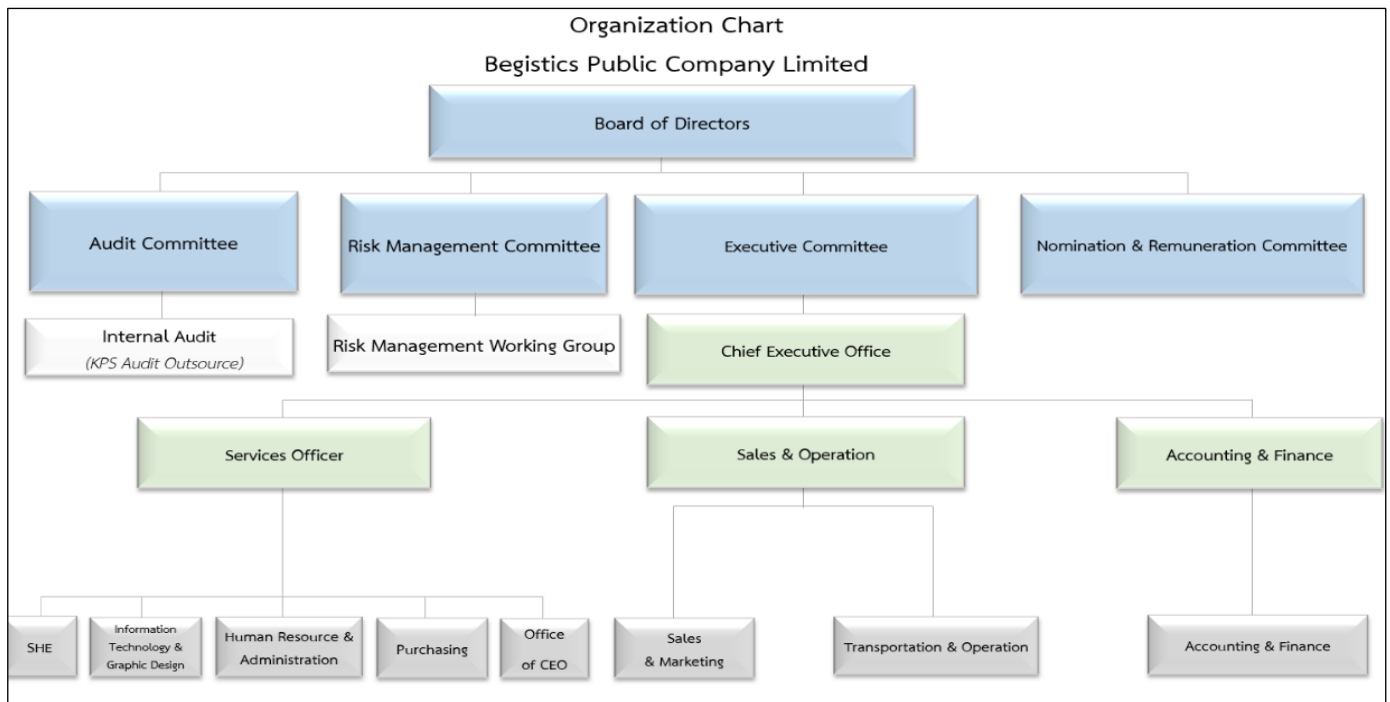 Organization Chart
Begistics Public Company Limited
Board of Directors
Audit Committee
Risk Management Committee
Executive Committee
Nomination & Remuneration Committee
Internal Audit
(KPS Audit Outsource)
Risk Management Working Group
Chief Executive Office
Services Officer
Sales & Operation
Accounting & Finance
SHE
Information
Technology &
Graphic Design
Human Resource &
Administration
Purchasing
Office
of CEO
Sales
& Marketing
Transportation & Operation
Accounting & Finance